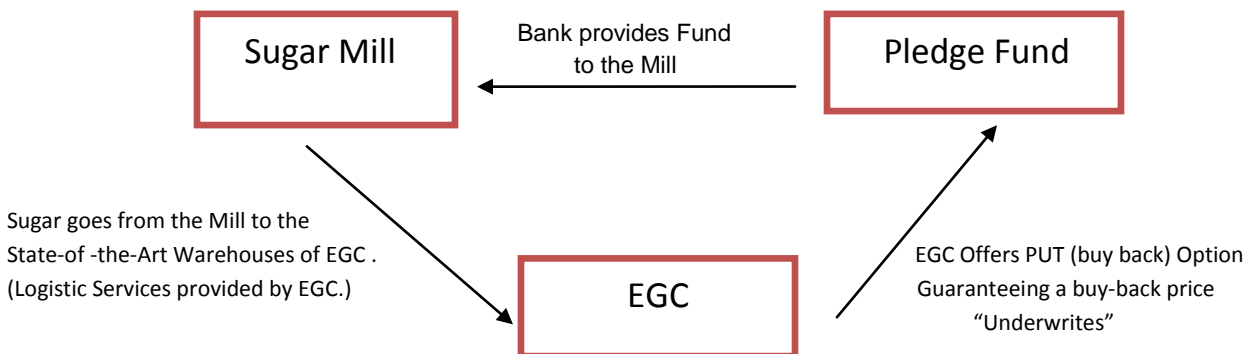 Sugar Mill
Bank provides Fund
to the Mill
Pledge Fund
Sugar goes from the Mill to the
State-of -the-Art Warehouses of EGC .
(Logistic Services provided by EGC.)
EGC
EGC Offers PUT (buy back) Option
Guaranteeing a buy-back price
“Underwrites”